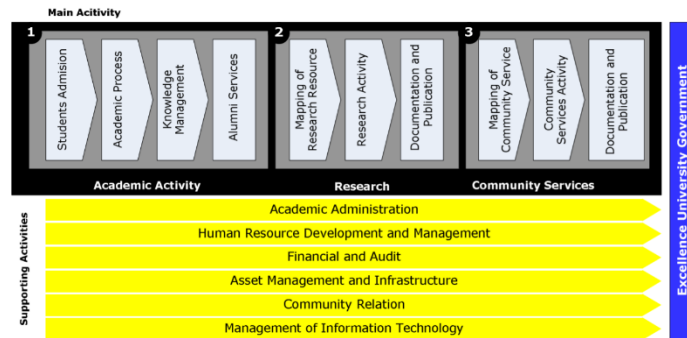 Main Acitivity
1
Students Admision
Academic Process
Knowledge
Management
Alumni Services
Academic Activity
2
Mapping of
Research Resource
Research Activity
Documentation and
Publication
Research
3
Mapping of
Community Service
Community
Services Activity
Documentation and
Publication
Community Services
Supporting Activities
Academic Administration
Human Resource Development and Management
Financial and Audit
Asset Management and Infrastructure
Community Relation
Management of Information Technology
Excellence University Government